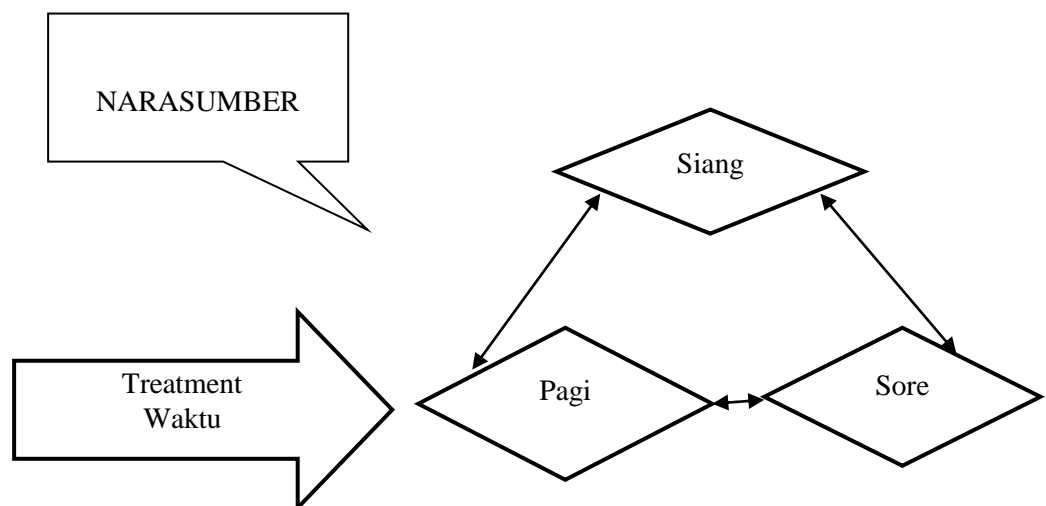 NARASUMBER
Siang
Treatment
Waktu
Pagi
Sore